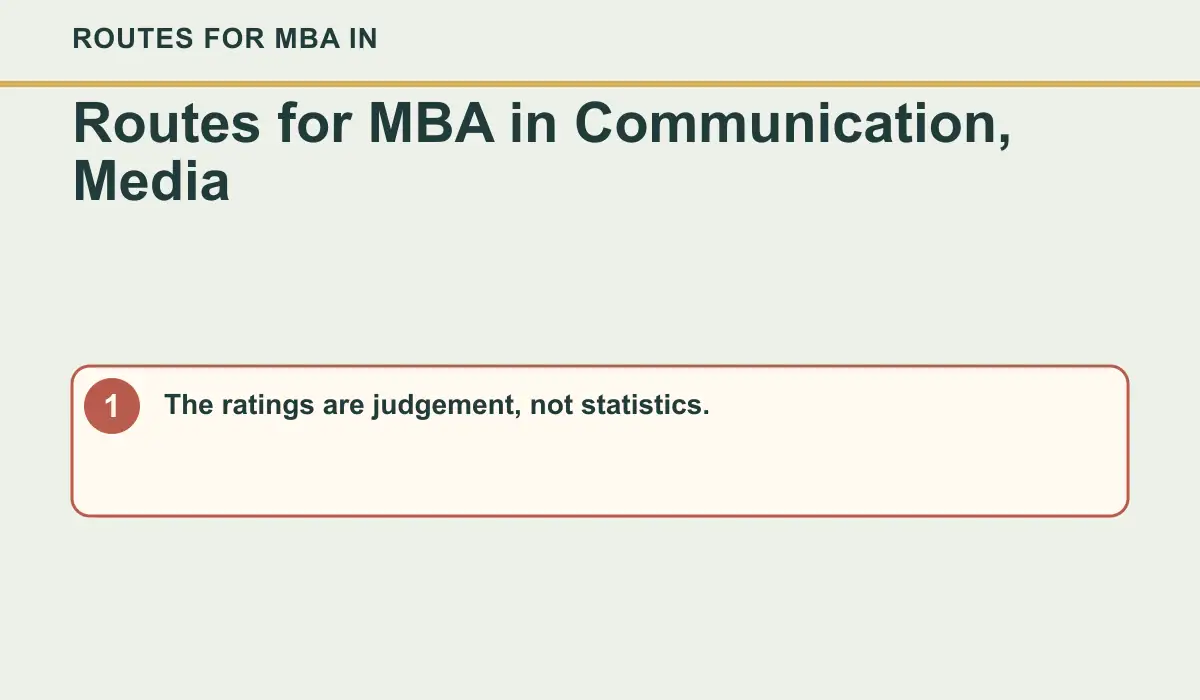 ROUTES FOR MBA IN
Routes for MBA in Communication,
Media
1 The ratings are judgement, not statistics.